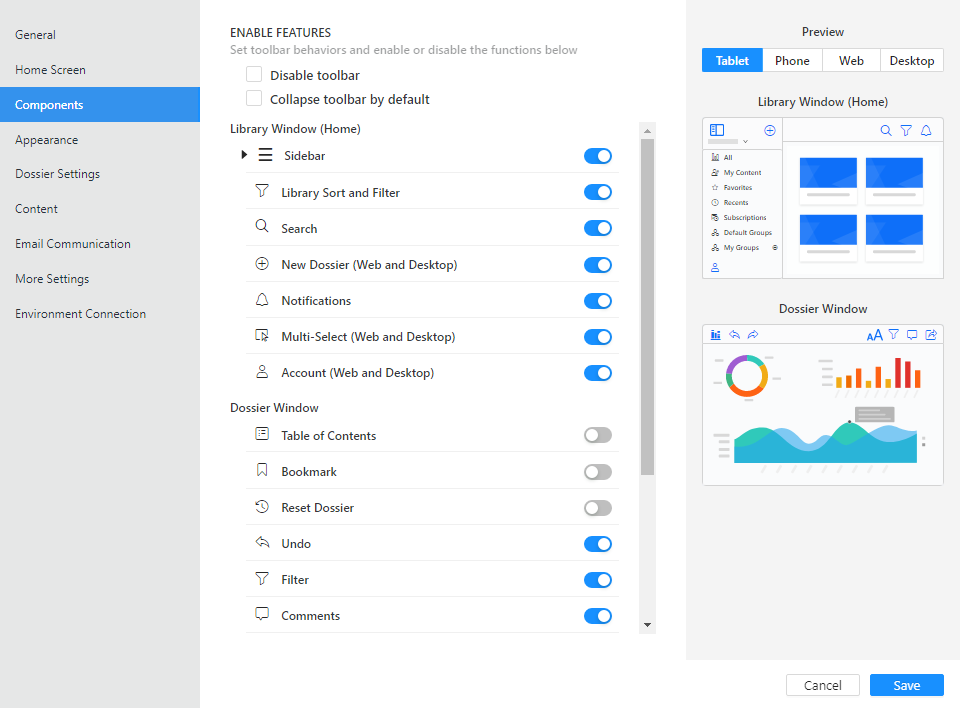 General
Home Screen
Components
Appearance
Dossier Settings
Content
Email Communication
More Settings
Environment Connection
ENABLE FEATURES
Set toolbar behaviors and enable or disable the functions below
Disable toolbar
Collapse toolbar by default
Library Window (Home)
Sidebar
Library Sort and Filter
Search
New Dossier (Web and Desktop)
Notifications
Multi-Select (Web and Desktop)
Account (Web and Desktop)
Dossier Window
Table of Contents
Bookmark
Reset Dossier
Undo
Filter
Comments
Preview
Tablet Phone Web Desktop
Library Window (Home)
All
My Content
Favorites
Recents
Subscriptions
Default Groups
My Groups
Dossier Window
AA
Cancel Save